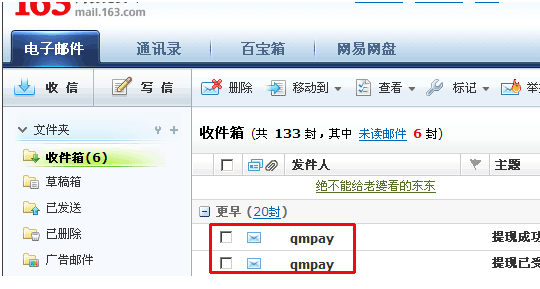 163
mail.163.com
电子邮件 通讯录 百宝箱 网易网盘
收 信 写 信 删除 移动到 查看 标记
文件夹
收件箱(6)
草稿箱
已发送
已删除
广告邮件
收件箱 (共 133 封,其中 未读邮件 6 封)
发件人 主题
绝不能给老婆看的东东
更早 (20封)
qmpay 提现成功
qmpay 提现已受